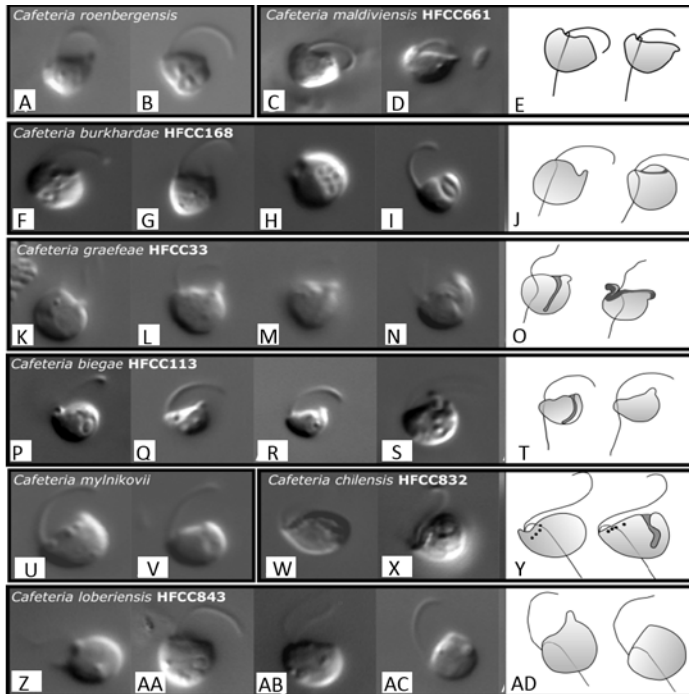 Cafeteria roenbergensis
Cafeteria maldiviensis HFCC661
A B C D E
Cafeteria burkhardae HFCC168
F G H I J
Cafeteria graefeae HFCC33
K L M N O
Cafeteria biegae HFCC113
P Q R S T
Cafeteria mylnikovii
Cafeteria chilensis HFCC832
U V W X Y
Cafeteria loberiensis HFCC843
Z AA AB AC AD